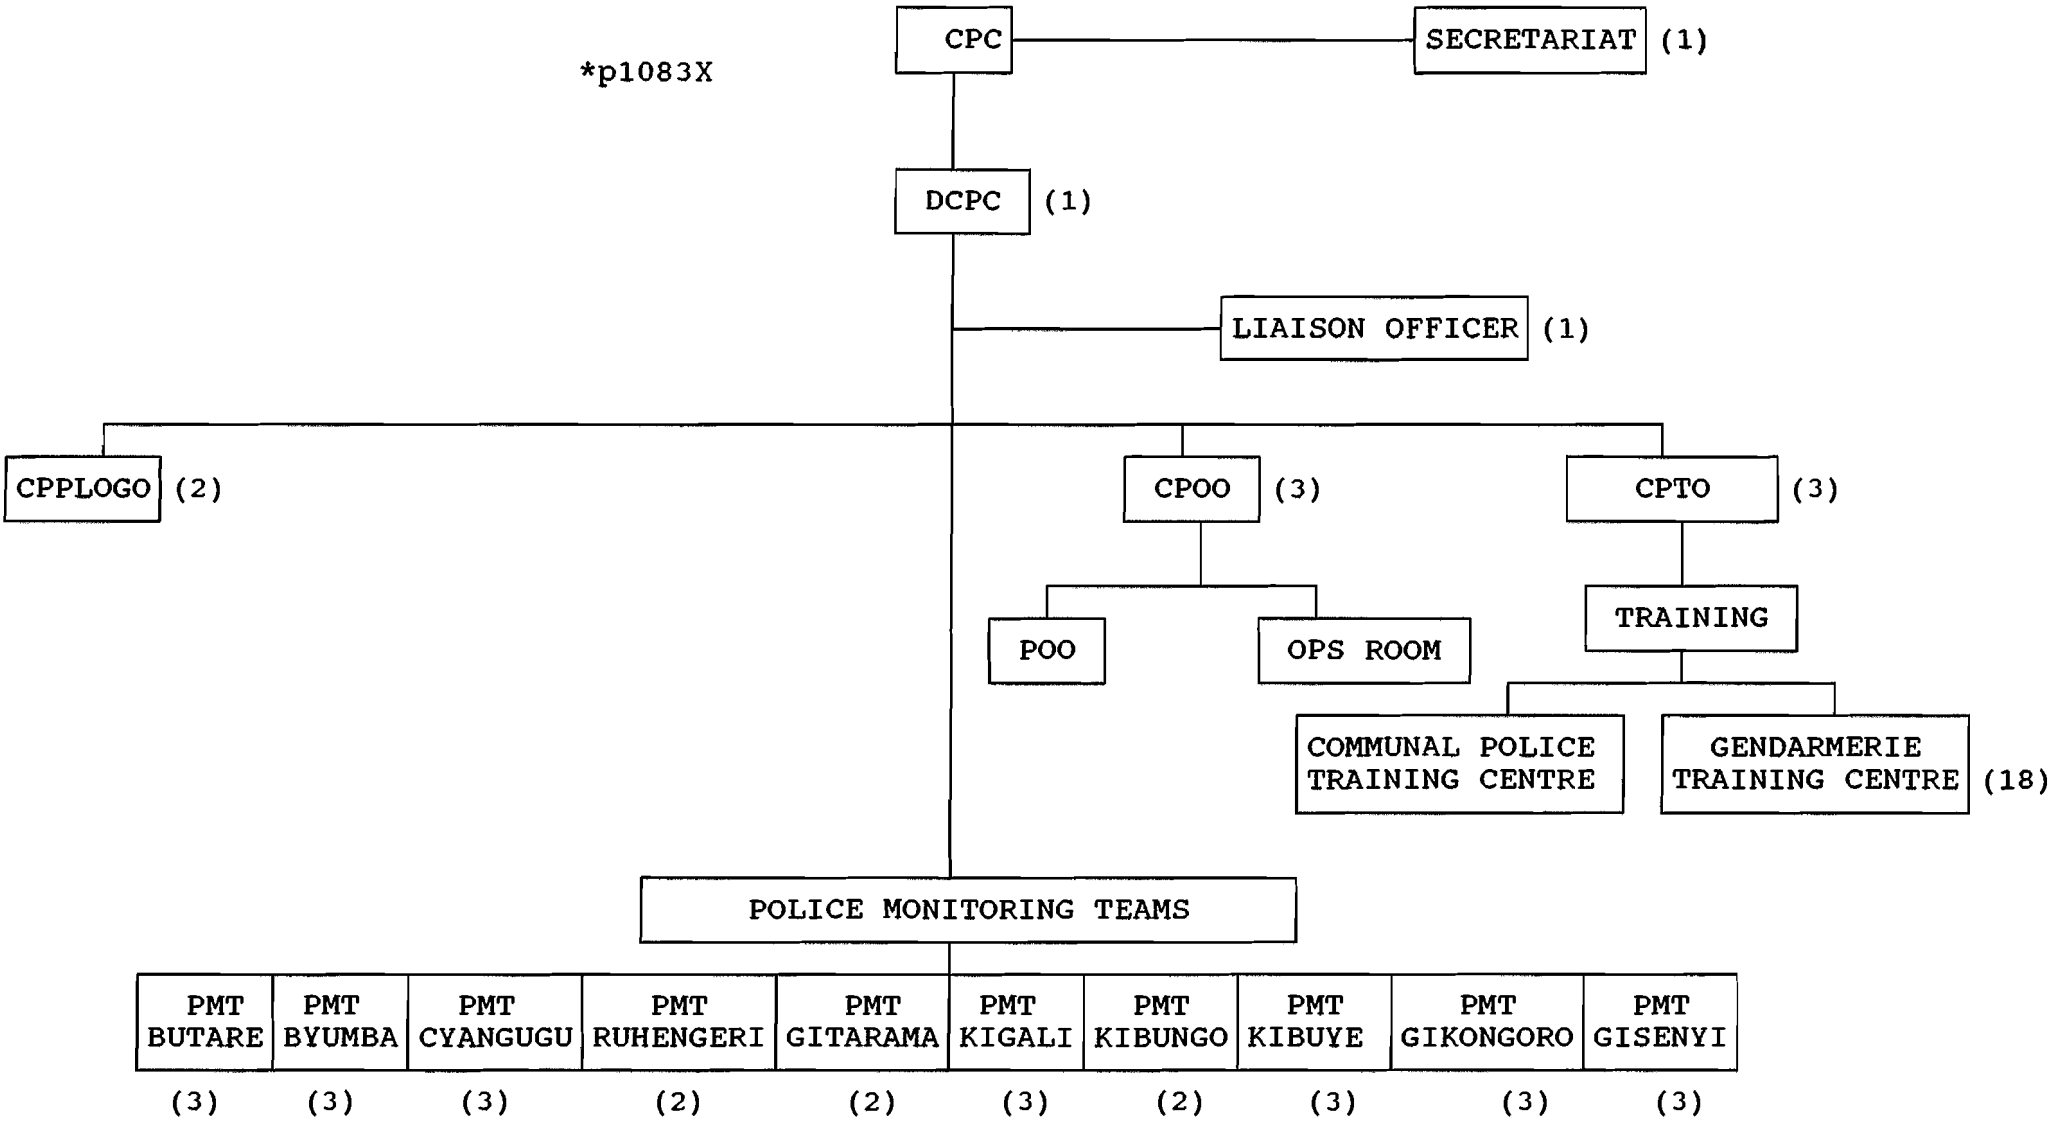 CPC
SECRETARIAT (1)
*p1083X
DCPC (1)
LIAISON OFFICER (1)
CPPLOGO (2)
CPOO (3)
CPTO (3)
TRAINING
POO
OPS ROOM
COMMUNAL POLICE
TRAINING CENTRE
GENDARMERIE
TRAINING CENTRE (18)
POLICE MONITORING TEAMS
PMT
BUTARE
(3)
PMT
BYUMBA
(3)
PMT
CYANGUGU
(3)
PMT
RUHENGERI
(2)
PMT
GITARAMA
(2)
PMT
KIGALI
(3)
PMT
KIBUNGO
(2)
PMT
KIBUYE
(3)
PMT
GIKONGORO
(3)
PMT
GISENYI
(3)